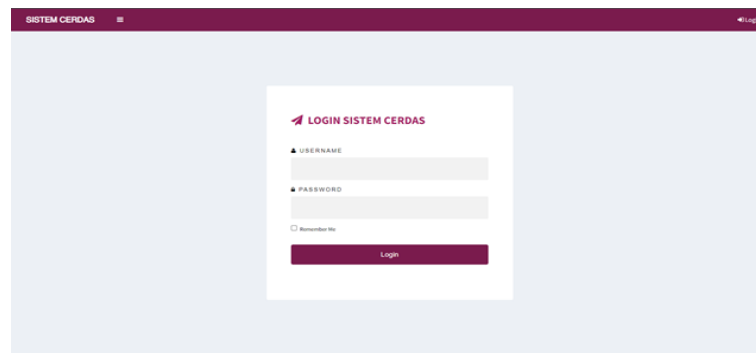 SISTEM CERDAS
LOGIN SISTEM CERDAS
USERNAME
PASSWORD
Remember Me
Login